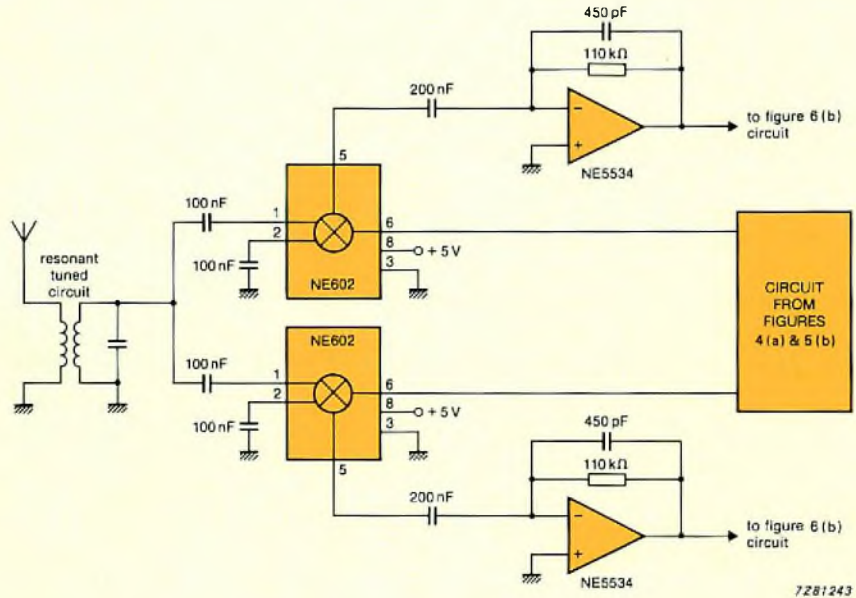 450 pF
110 kΩ
200 nF
−
+
NE5534
to figure 6 (b)
circuit
5
100 nF
1
2
6
8
3
+ 5 V
100 nF
NE602
resonant
tuned
circuit
CIRCUIT
FROM
FIGURES
4 (a) & 5 (b)
NE602
100 nF
1
2
6
8
3
+ 5 V
100 nF
5
450 pF
110 kΩ
200 nF
−
+
NE5534
to figure 6 (b)
circuit
7Z81243